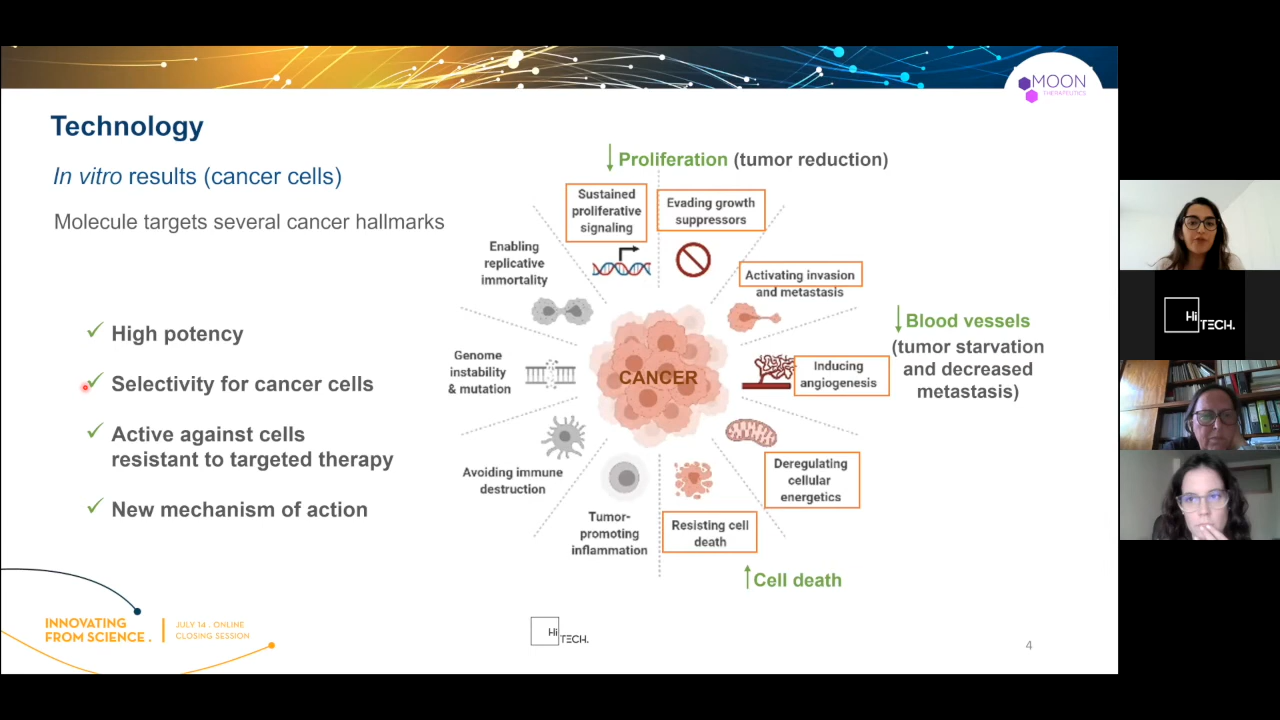 MOON
THERAPEUTICS
Technology
In vitro results (cancer cells)
Molecule targets several cancer hallmarks
✓ High potency
✓ Selectivity for cancer cells
✓ Active against cells
resistant to targeted therapy
✓ New mechanism of action
↓ Proliferation (tumor reduction)
Sustained
proliferative
signaling
Evading growth
suppressors
Enabling
replicative
immortality
Activating invasion
and metastasis
↓ Blood vessels
(tumor starvation
and decreased
metastasis)
Genome
instability
& mutation
CANCER
Inducing
angiogenesis
Avoiding immune
destruction
Deregulating
cellular
energetics
Tumor-
promoting
inflammation
Resisting cell
death
↑ Cell death
INNOVATING
FROM SCIENCE .
JULY 14 . ONLINE
CLOSING SESSION
Hi
TECH.
4
Hi
TECH.